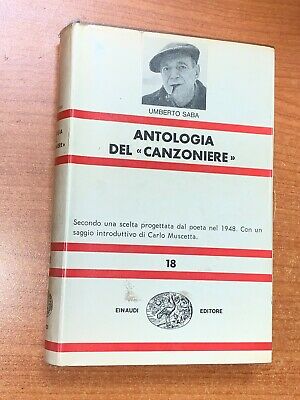 UMBERTO SABA
ANTOLOGIA
DEL «CANZONIERE»
Secondo una scelta progettata dal poeta nel 1948. Con un
saggio introduttivo di Carlo Muscetta.
18
EINAUDI EDITORE